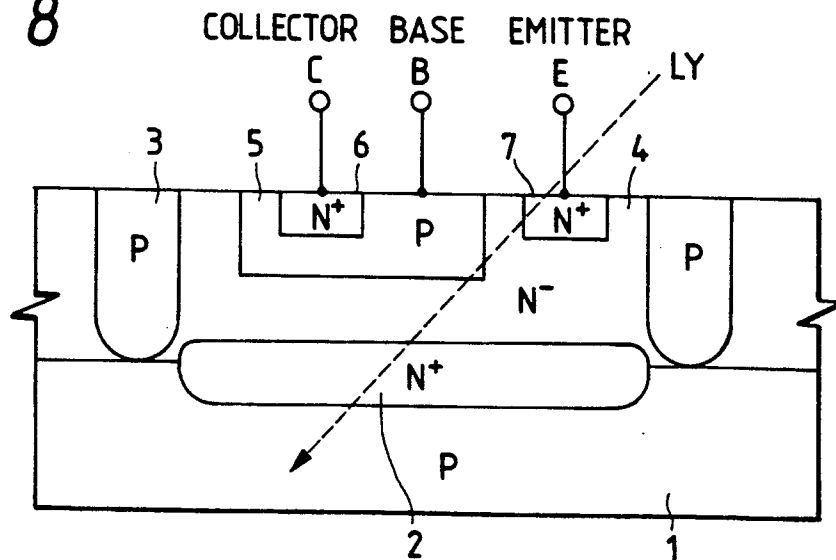 8
COLLECTOR BASE EMITTER
C B E LY
3 5 6 7 4
N+ P N+
P P
N-
N+
P
2 1